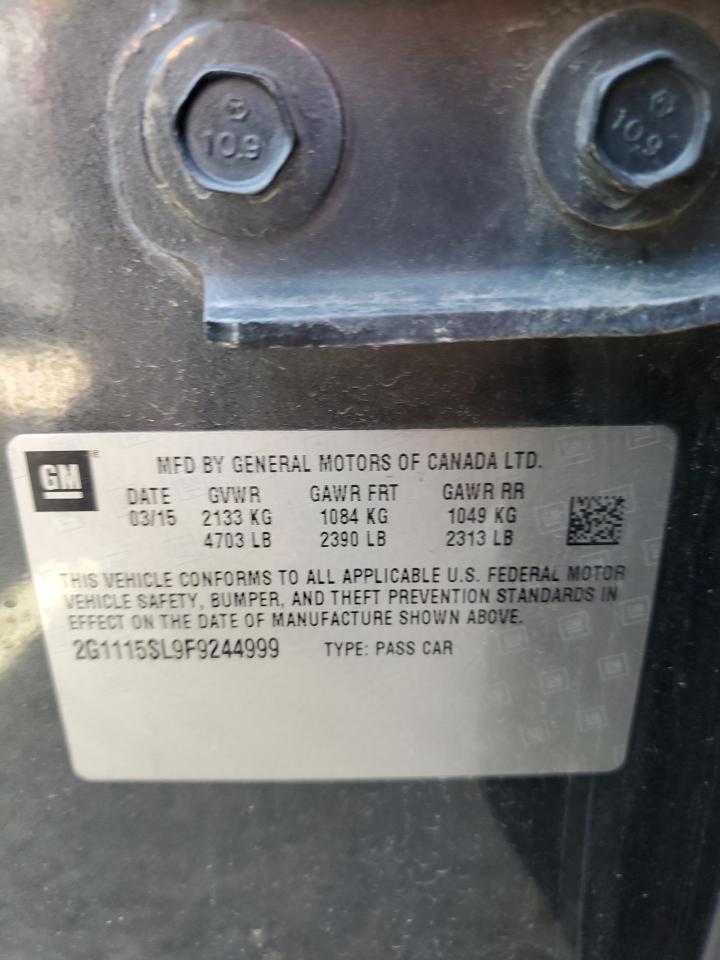 10.9
10.9
GM
MFD BY GENERAL MOTORS OF CANADA LTD.
DATE GVWR GAWR FRT GAWR RR
03/15 2133 KG 1084 KG 1049 KG
4703 LB 2390 LB 2313 LB
THIS VEHICLE CONFORMS TO ALL APPLICABLE U.S. FEDERAL MOTOR
VEHICLE SAFETY, BUMPER, AND THEFT PREVENTION STANDARDS IN
EFFECT ON THE DATE OF MANUFACTURE SHOWN ABOVE.
2G1115SL9F9244999 TYPE: PASS CAR